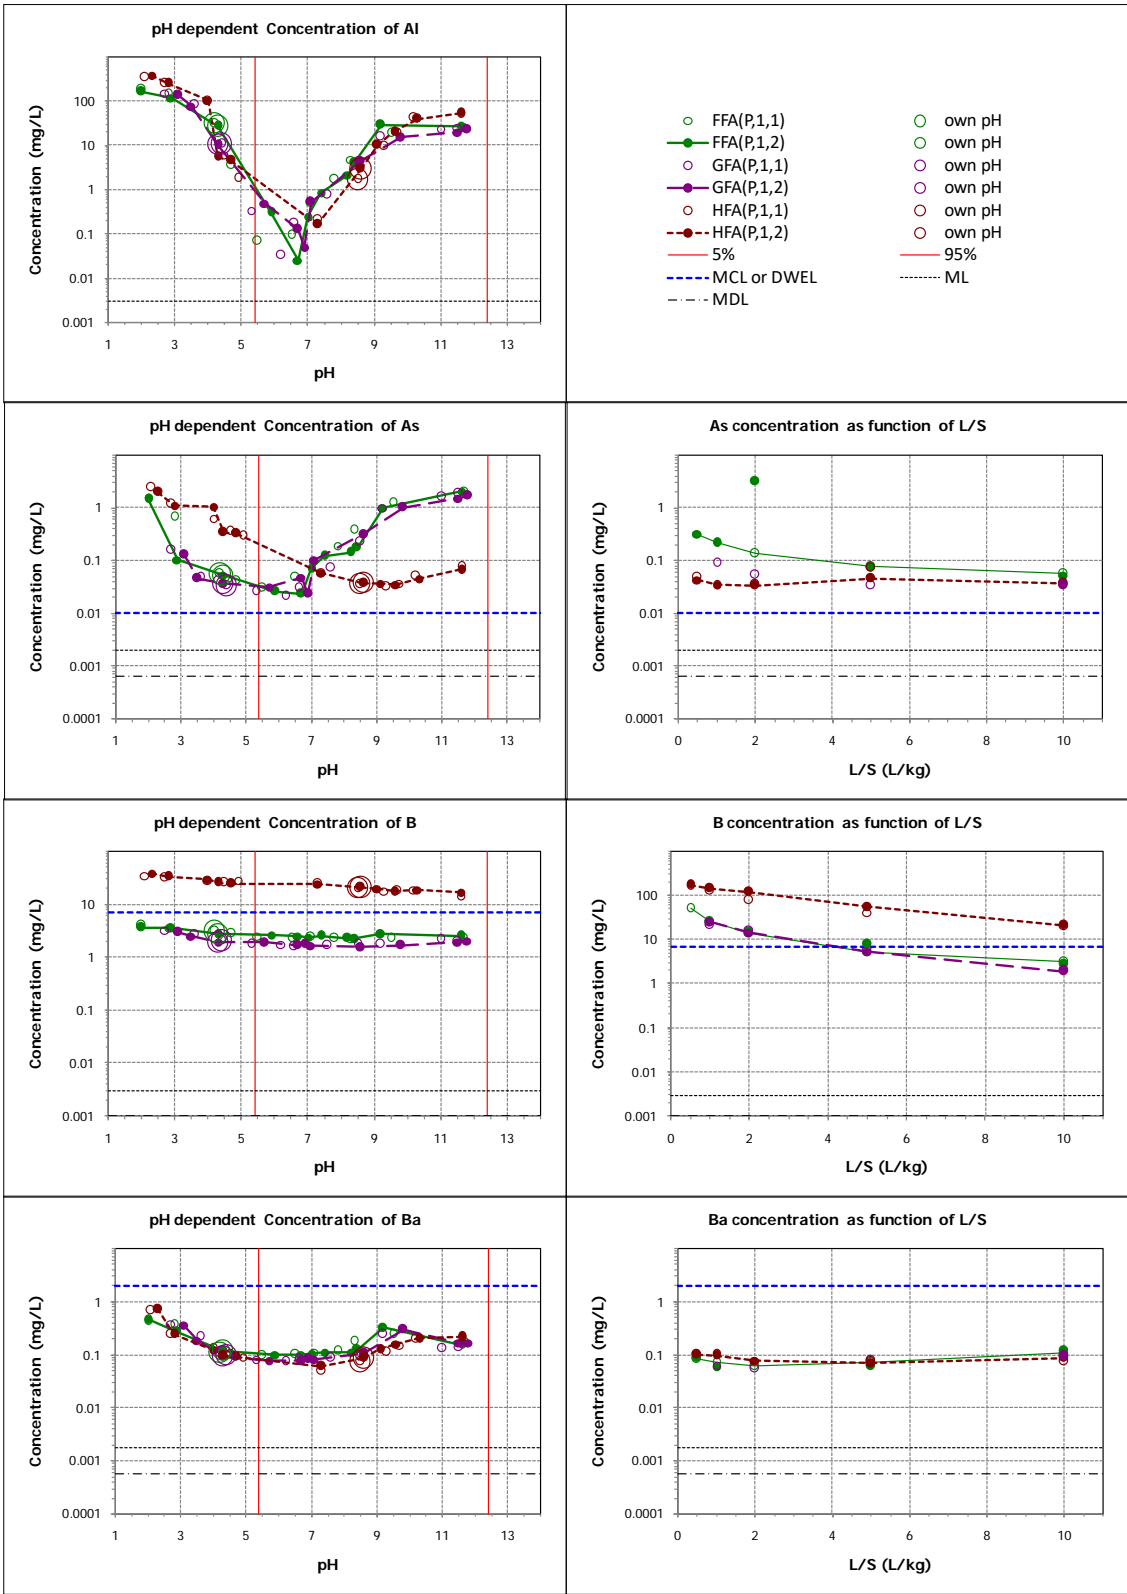 pH dependent Concentration of Al
Concentration (mg/L)
100
10
1
0.1
0.01
0.001
1 3 5 7 9 11 13
pH
FFA(P,1,1) own pH
FFA(P,1,2) own pH
GFA(P,1,1) own pH
GFA(P,1,2) own pH
HFA(P,1,1) own pH
HFA(P,1,2) own pH
5% 95%
MCL or DWEL ML
MDL
pH dependent Concentration of As
Concentration (mg/L)
1
0.1
0.01
0.001
0.0001
1 3 5 7 9 11 13
pH
As concentration as function of L/S
Concentration (mg/L)
1
0.1
0.01
0.001
0.0001
0 2 4 6 8 10
L/S (L/kg)
pH dependent Concentration of B
Concentration (mg/L)
10
1
0.1
0.01
0.001
1 3 5 7 9 11 13
pH
B concentration as function of L/S
Concentration (mg/L)
100
10
1
0.1
0.01
0.001
0 2 4 6 8 10
L/S (L/kg)
pH dependent Concentration of Ba
Concentration (mg/L)
1
0.1
0.01
0.001
0.0001
1 3 5 7 9 11 13
pH
Ba concentration as function of L/S
Concentration (mg/L)
1
0.1
0.01
0.001
0.0001
0 2 4 6 8 10
L/S (L/kg)